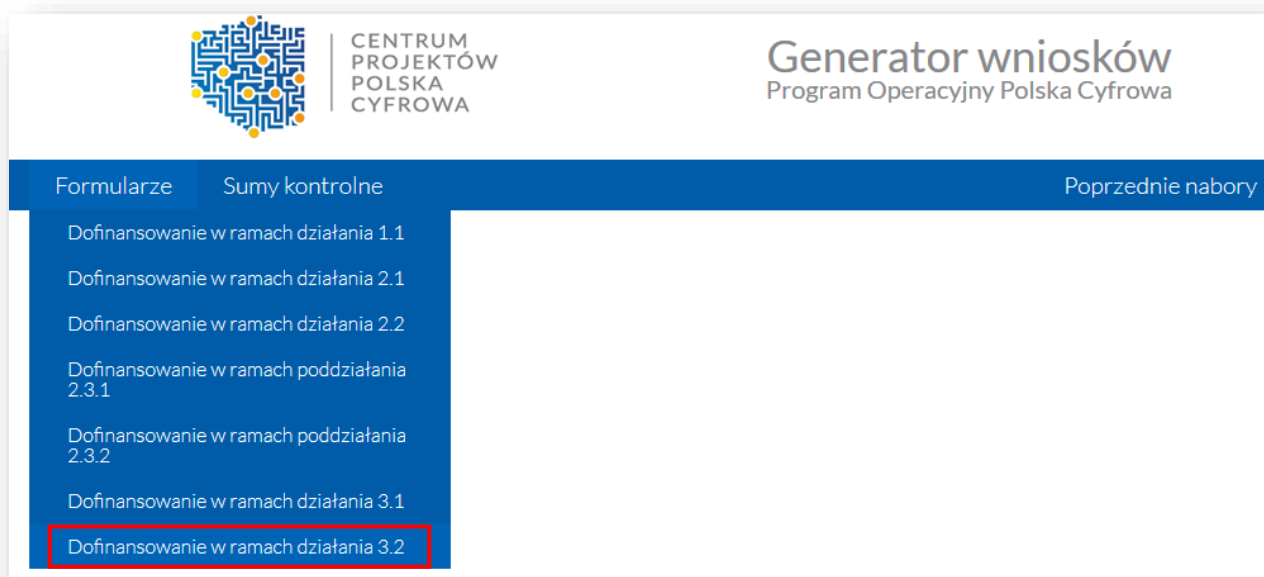 CENTRUM
PROJEKTÓW
POLSKA
CYFROWA
Generator wniosków
Program Operacyjny Polska Cyfrowa
Formularze
Sumy kontrolne
Poprzednie nabory
Dofinansowanie w ramach działania 1.1
Dofinansowanie w ramach działania 2.1
Dofinansowanie w ramach działania 2.2
Dofinansowanie w ramach poddziałania
2.3.1
Dofinansowanie w ramach poddziałania
2.3.2
Dofinansowanie w ramach działania 3.1
Dofinansowanie w ramach działania 3.2